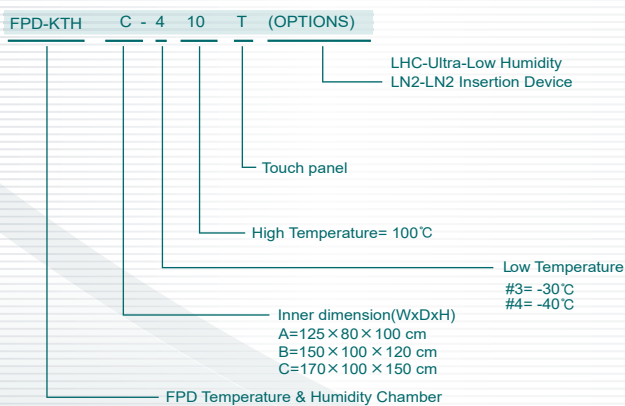 FPD-KTH C - 4 10 T (OPTIONS)
LHC-Ultra-Low Humidity
LN2-LN2 Insertion Device
Touch panel
High Temperature= 100℃
Low Temperature
#3= -30℃
#4= -40℃
Inner dimension(WxDxH)
A=125×80×100 cm
B=150×100×120 cm
C=170×100×150 cm
FPD Temperature & Humidity Chamber